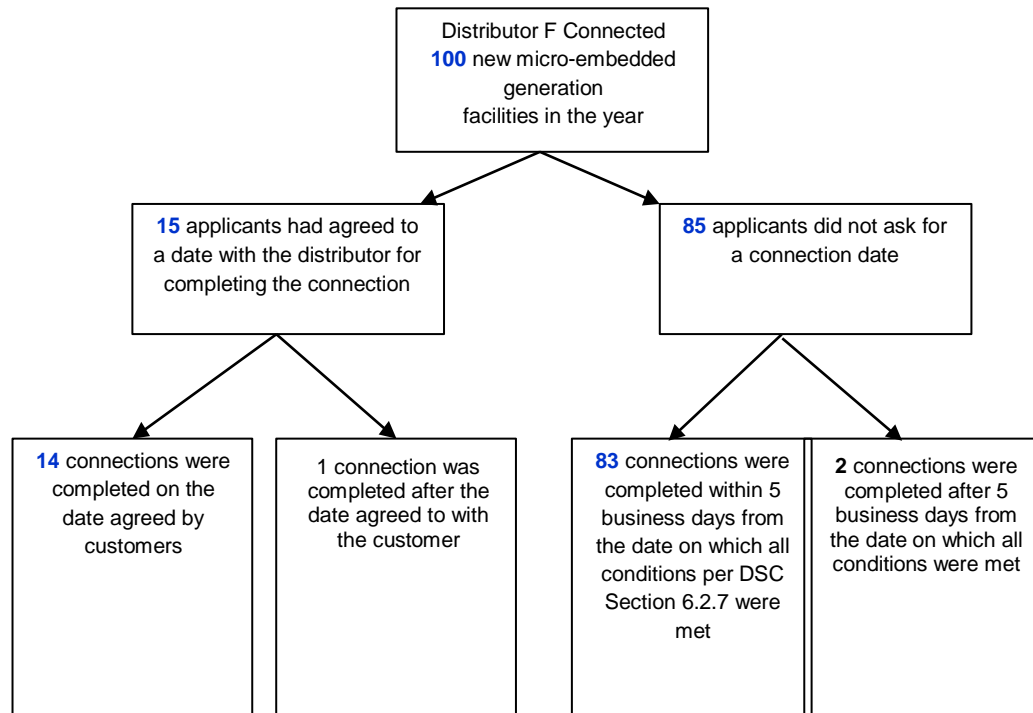 Distributor F Connected
100 new micro-embedded
generation
facilities in the year
15 applicants had agreed to
a date with the distributor for
completing the connection
85 applicants did not ask for
a connection date
14 connections were
completed on the
date agreed by
customers
1 connection was
completed after the
date agreed to with
the customer
83 connections were
completed within 5
business days from
the date on which all
conditions per DSC
Section 6.2.7 were
met
2 connections were
completed after 5
business days from
the date on which all
conditions were met